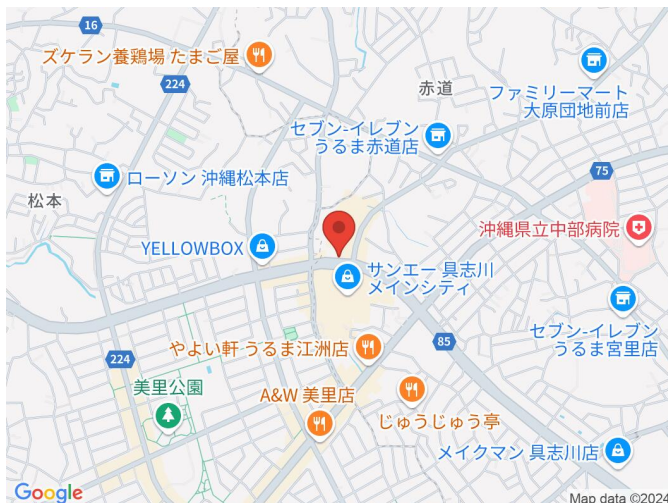 16
ズケラン養鶏場 たまご屋
224
赤道
ファミリーマート
大原団地前店
セブン-イレブン
うるま赤道店
75
ローソン 沖縄松本店
松本
沖縄県立中部病院
YELLOWBOX
サンエー 具志川
メインシティ
セブン-イレブン
うるま宮里店
85
やよい軒 うるま江洲店
224
美里公園
A&W 美里店
じゅうじゅう亭
メイクマン 具志川店
Google
Map data ©2024